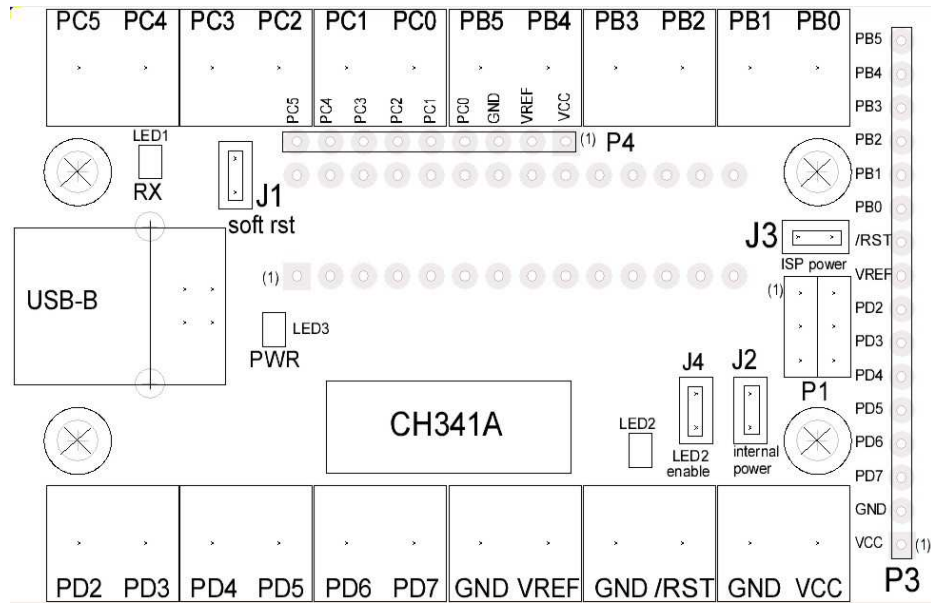 PC5 PC4 PC3 PC2 PC1 PC0 PB5 PB4 PB3 PB2 PB1 PB0
PC5 PC4 PC3 PC2 PC1 PC0 GND VREF VCC
(1) P4
LED1
RX
J1
soft rst
J3
ISP power
(1)
P1
USB-B
(1)
LED3
PWR
CH341A
LED2
J4
LED2
enable
J2
internal
power
PB5
PB4
PB3
PB2
PB1
PB0
/RST
VREF
PD2
PD3
PD4
PD5
PD6
PD7
GND
VCC (1)
P3
PD2 PD3 PD4 PD5 PD6 PD7 GND VREF GND /RST GND VCC